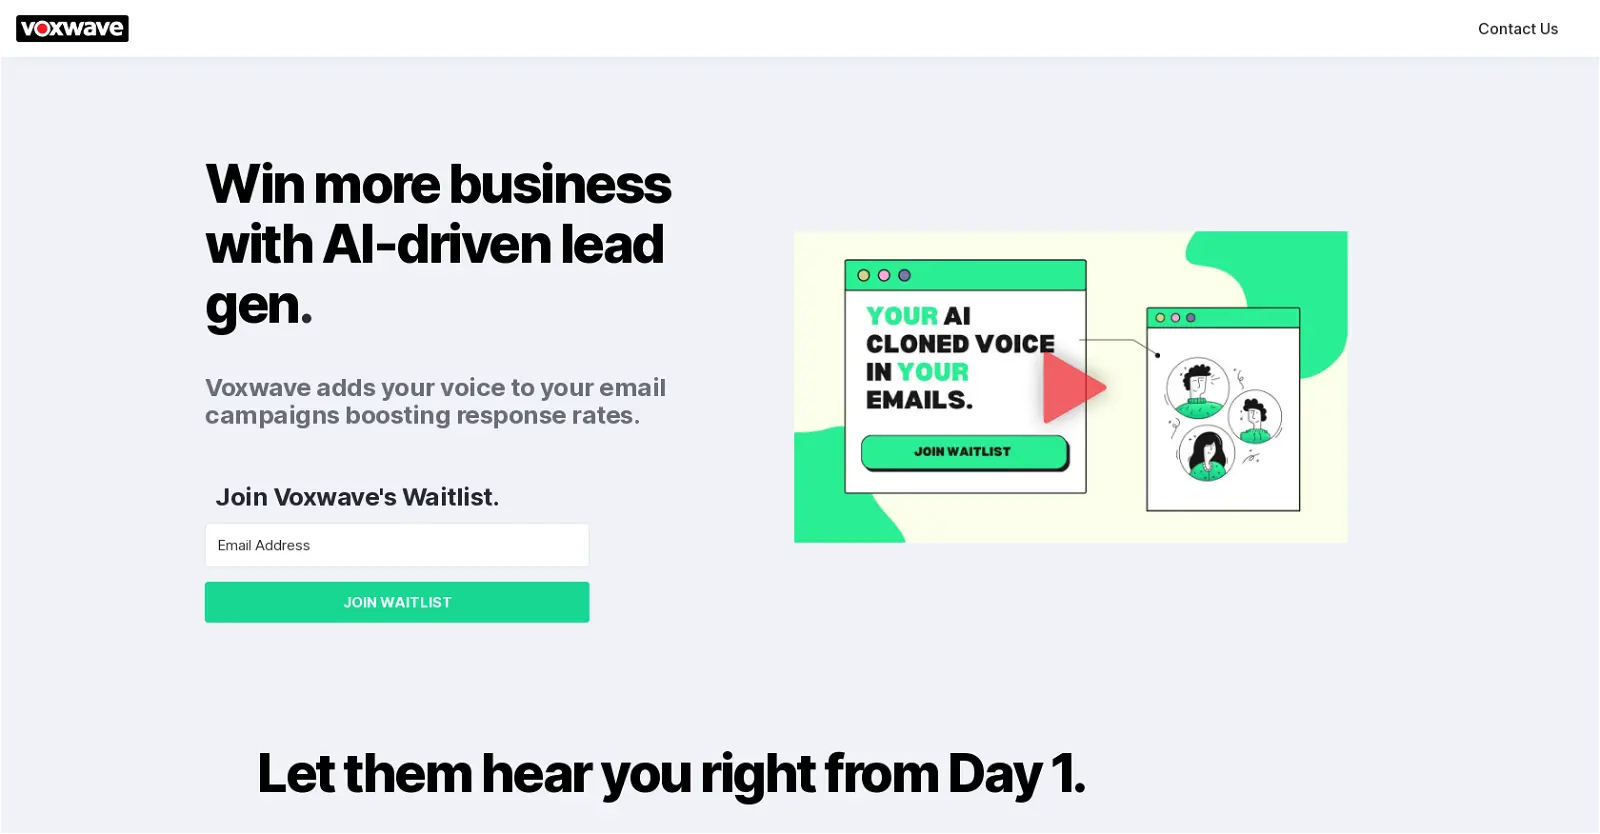 voxwave
Contact Us
Win more business
with AI-driven lead
gen.
Voxwave adds your voice to your email
campaigns boosting response rates.
Join Voxwave's Waitlist.
Email Address
JOIN WAITLIST
YOUR AI
CLONED VOICE
IN YOUR
EMAILS.
JOIN WAITLIST
Let them hear you right from Day 1.